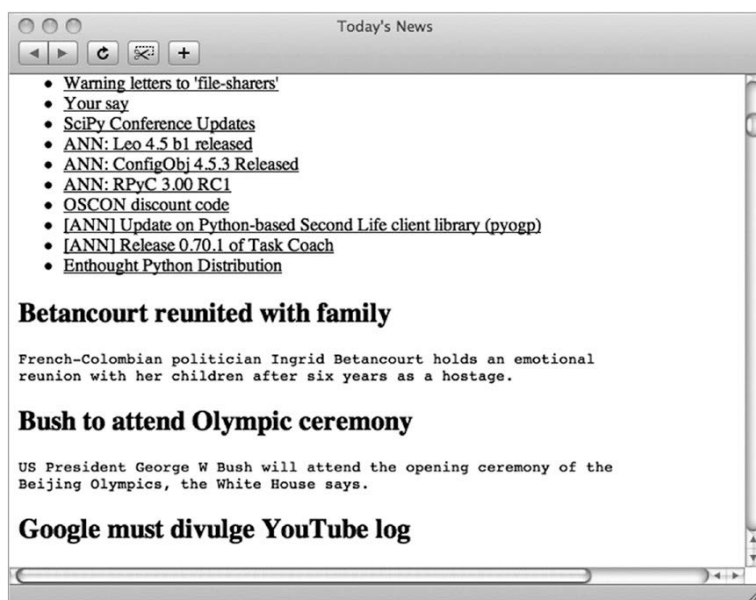 Today's News
Warning letters to 'file-sharers'
Your say
SciPy Conference Updates
ANN: Leo 4.5 b1 released
ANN: ConfigObj 4.5.3 Released
ANN: RPyC 3.00 RC1
OSCON discount code
[ANN] Update on Python-based Second Life client library (pyogp)
[ANN] Release 0.70.1 of Task Coach
Enthought Python Distribution
Betancourt reunited with family
French-Colombian politician Ingrid Betancourt holds an emotional
reunion with her children after six years as a hostage.
Bush to attend Olympic ceremony
US President George W Bush will attend the opening ceremony of the
Beijing Olympics, the White House says.
Google must divulge YouTube log